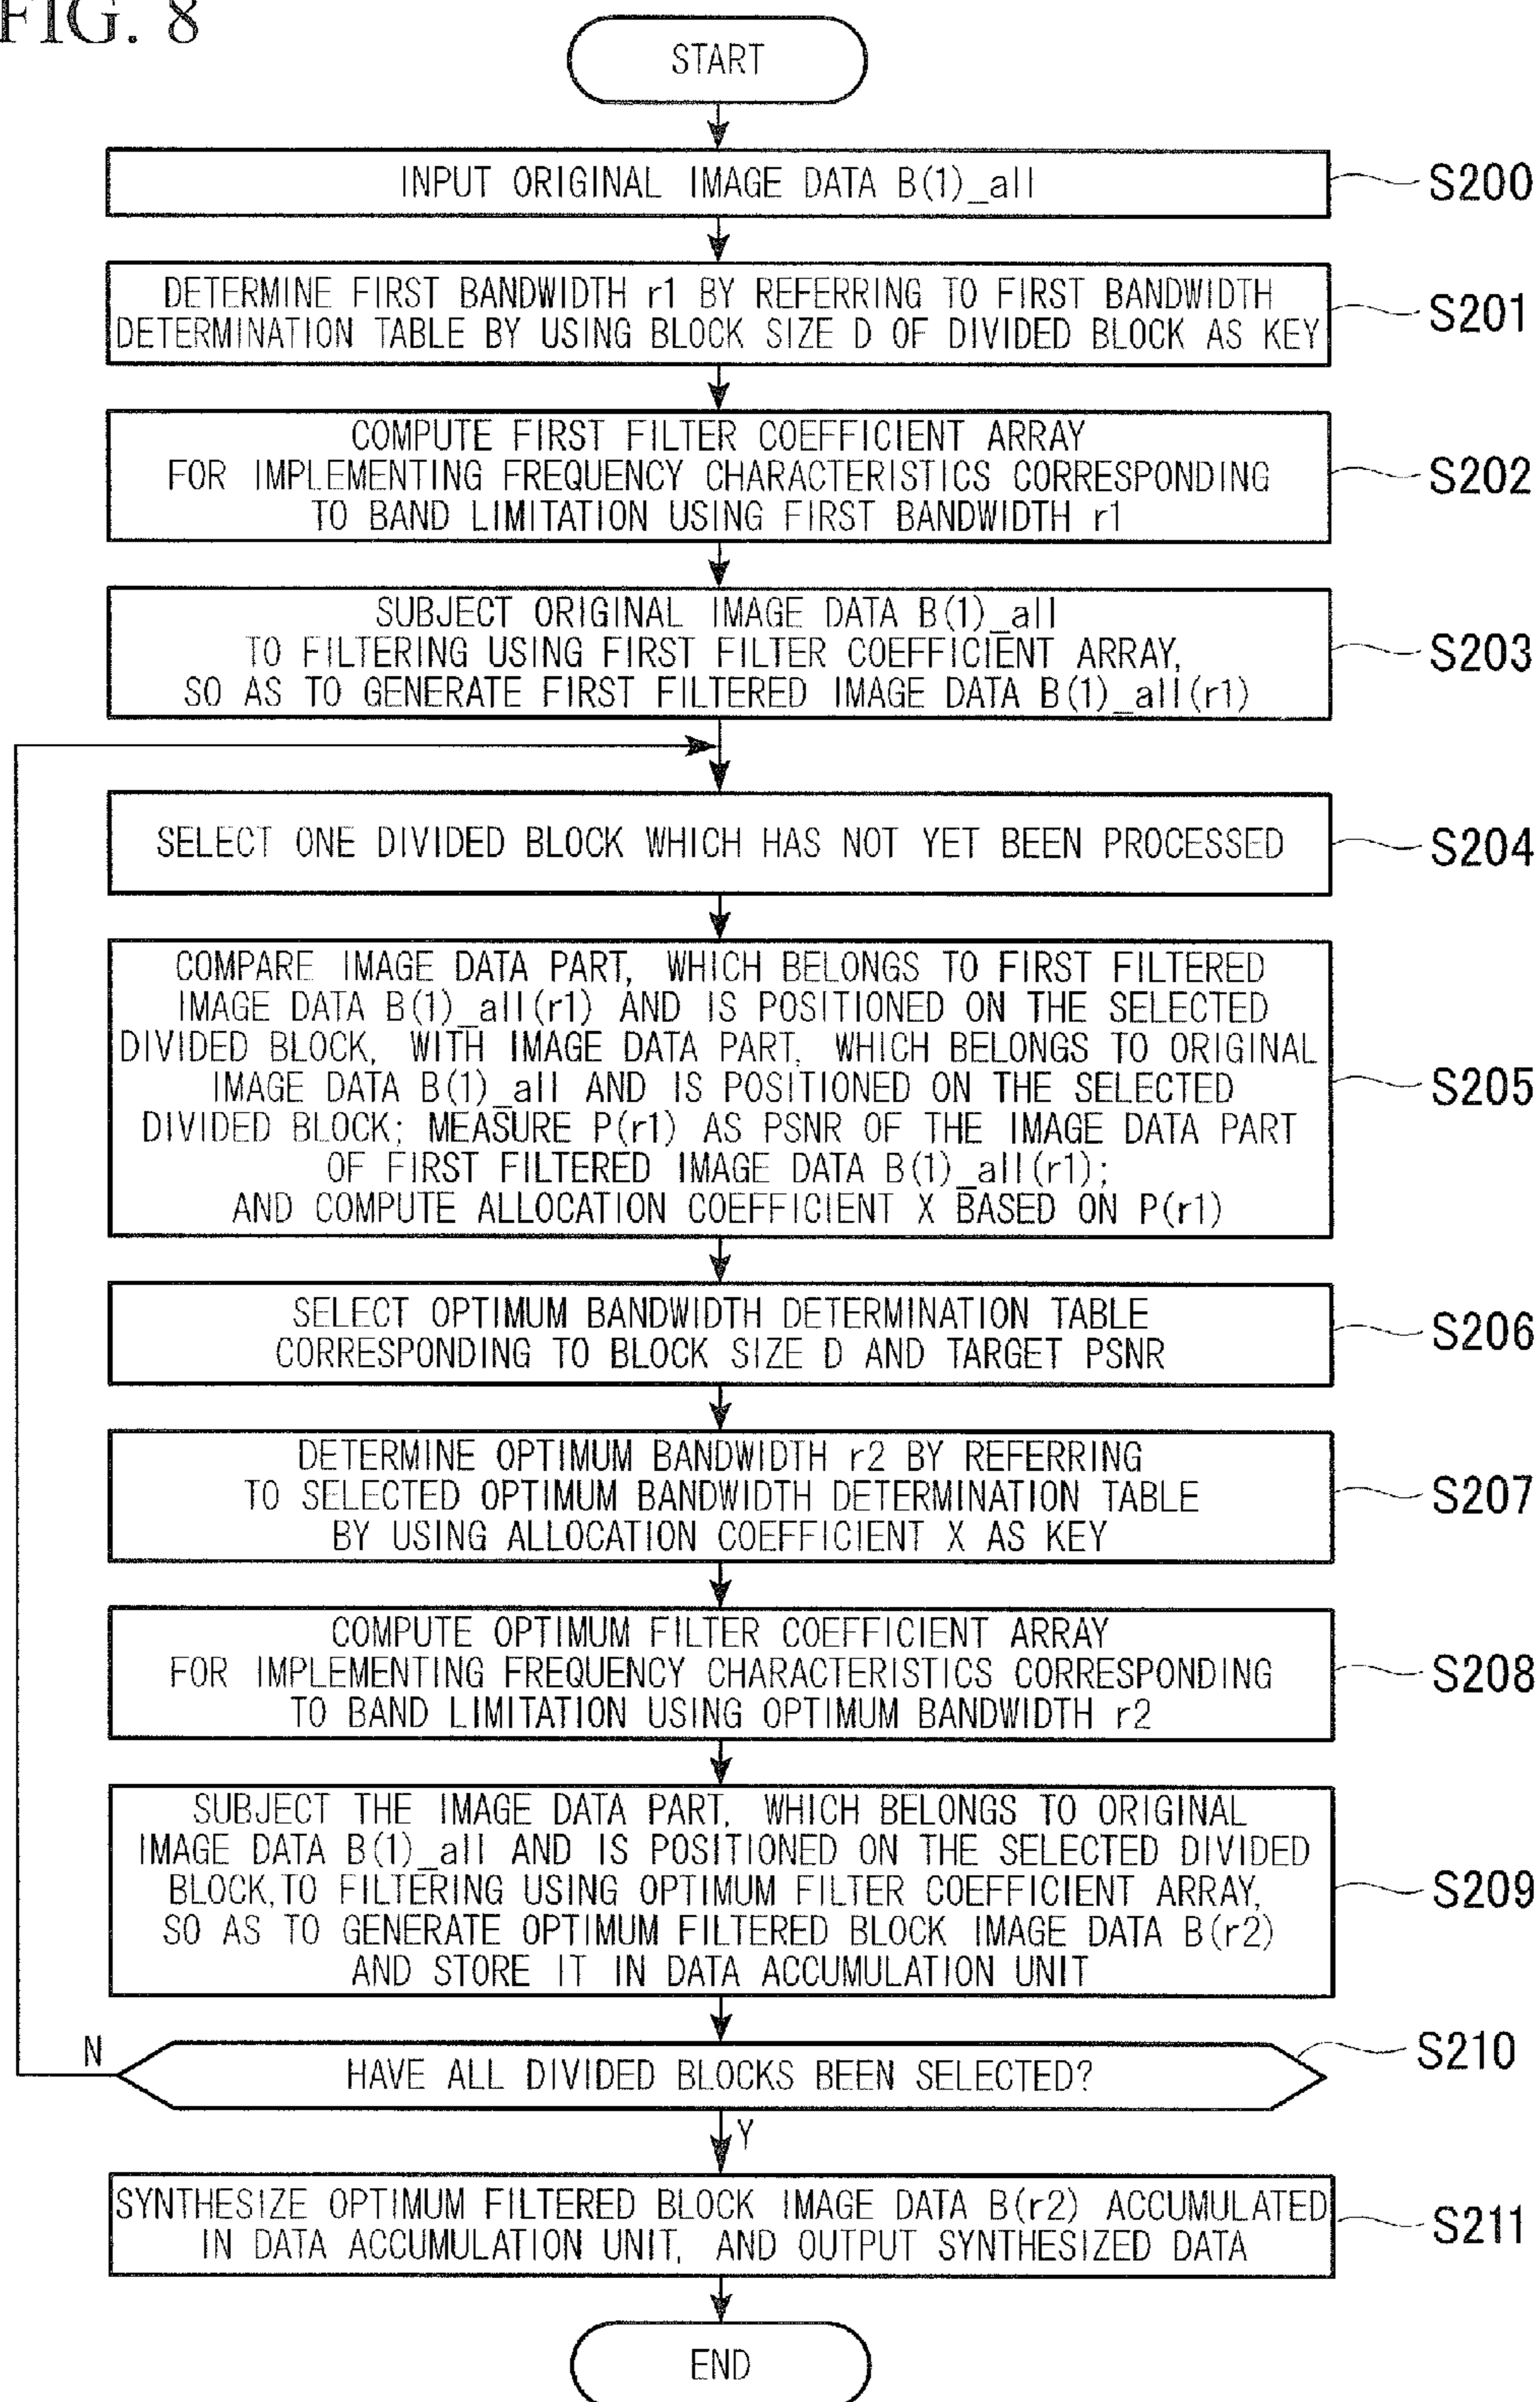 FIG. 8
START
INPUT ORIGINAL IMAGE DATA B(1)_all
S200
DETERMINE FIRST BANDWIDTH r1 BY REFERRING TO FIRST BANDWIDTH
DETERMINATION TABLE BY USING BLOCK SIZE D OF DIVIDED BLOCK AS KEY
S201
COMPUTE FIRST FILTER COEFFICIENT ARRAY
FOR IMPLEMENTING FREQUENCY CHARACTERISTICS CORRESPONDING
TO BAND LIMITATION USING FIRST BANDWIDTH r1
S202
SUBJECT ORIGINAL IMAGE DATA B(1)_all
TO FILTERING USING FIRST FILTER COEFFICIENT ARRAY,
SO AS TO GENERATE FIRST FILTERED IMAGE DATA B(1)_all(r1)
S203
SELECT ONE DIVIDED BLOCK WHICH HAS NOT YET BEEN PROCESSED
S204
COMPARE IMAGE DATA PART, WHICH BELONGS TO FIRST FILTERED
IMAGE DATA B(1)_all(r1) AND IS POSITIONED ON THE SELECTED
DIVIDED BLOCK, WITH IMAGE DATA PART, WHICH BELONGS TO ORIGINAL
IMAGE DATA B(1)_all AND IS POSITIONED ON THE SELECTED
DIVIDED BLOCK; MEASURE P(r1) AS PSNR OF THE IMAGE DATA PART
OF FIRST FILTERED IMAGE DATA B(1)_all(r1);
AND COMPUTE ALLOCATION COEFFICIENT X BASED ON P(r1)
S205
SELECT OPTIMUM BANDWIDTH DETERMINATION TABLE
CORRESPONDING TO BLOCK SIZE D AND TARGET PSNR
S206
DETERMINE OPTIMUM BANDWIDTH r2 BY REFERRING
TO SELECTED OPTIMUM BANDWIDTH DETERMINATION TABLE
BY USING ALLOCATION COEFFICIENT X AS KEY
S207
COMPUTE OPTIMUM FILTER COEFFICIENT ARRAY
FOR IMPLEMENTING FREQUENCY CHARACTERISTICS CORRESPONDING
TO BAND LIMITATION USING OPTIMUM BANDWIDTH r2
S208
SUBJECT THE IMAGE DATA PART, WHICH BELONGS TO ORIGINAL
IMAGE DATA B(1)_all AND IS POSITIONED ON THE SELECTED DIVIDED
BLOCK, TO FILTERING USING OPTIMUM FILTER COEFFICIENT ARRAY,
SO AS TO GENERATE OPTIMUM FILTERED BLOCK IMAGE DATA B(r2)
AND STORE IT IN DATA ACCUMULATION UNIT
S209
N
HAVE ALL DIVIDED BLOCKS BEEN SELECTED?
S210
Y
SYNTHESIZE OPTIMUM FILTERED BLOCK IMAGE DATA B(r2) ACCUMULATED
IN DATA ACCUMULATION UNIT, AND OUTPUT SYNTHESIZED DATA
S211
END